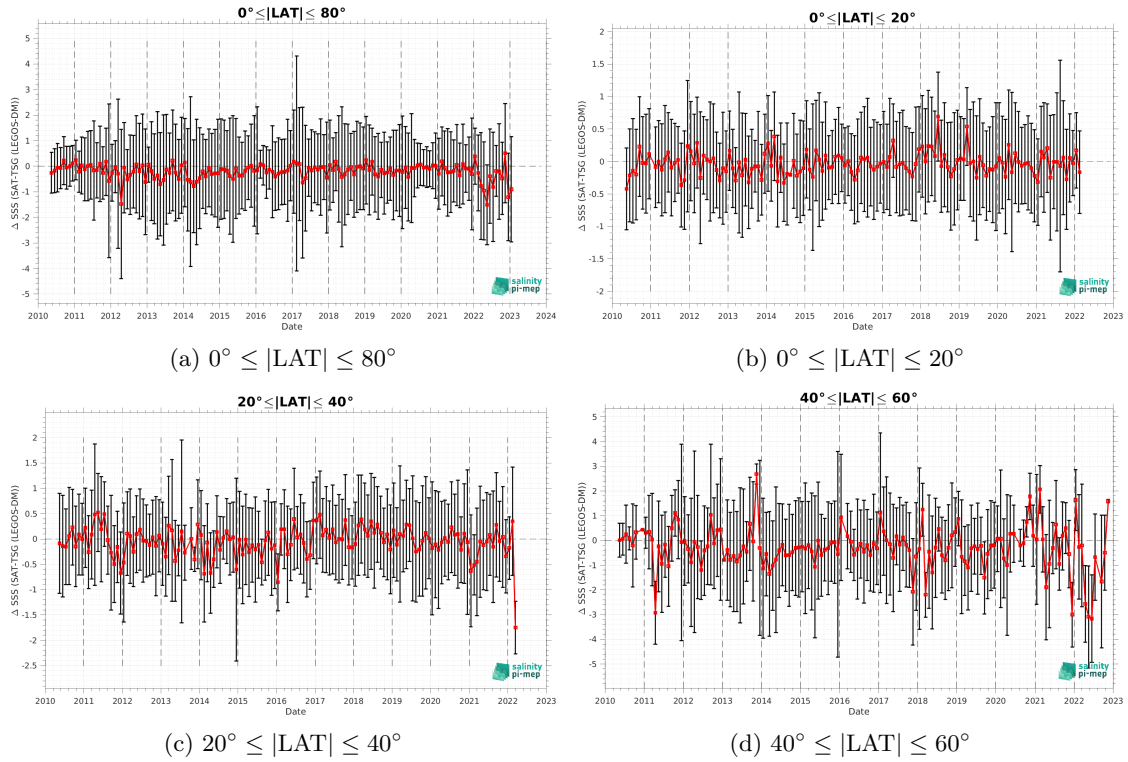 0°≤|LAT|≤ 80°
Δ SSS (SAT-TSG (LEGOS-DM))
5
4
3
2
1
0
-1
-2
-3
-4
-5
2010 2011 2012 2013 2014 2015 2016 2017 2018 2019 2020 2021 2022 2023 2024
Date
salinity
pi-mep
(a) 0° ≤ |LAT| ≤ 80°
0°≤|LAT|≤ 20°
Δ SSS (SAT-TSG (LEGOS-DM))
2
1.5
1
0.5
0
-0.5
-1
-1.5
-2
2010 2011 2012 2013 2014 2015 2016 2017 2018 2019 2020 2021 2022 2023
Date
salinity
pi-mep
(b) 0° ≤ |LAT| ≤ 20°
20°≤|LAT|≤ 40°
Δ SSS (SAT-TSG (LEGOS-DM))
2
1.5
1
0.5
0
-0.5
-1
-1.5
-2
-2.5
2010 2011 2012 2013 2014 2015 2016 2017 2018 2019 2020 2021 2022 2023
Date
salinity
pi-mep
(c) 20° ≤ |LAT| ≤ 40°
40°≤|LAT|≤ 60°
Δ SSS (SAT-TSG (LEGOS-DM))
5
4
3
2
1
0
-1
-2
-3
-4
-5
2010 2011 2012 2013 2014 2015 2016 2017 2018 2019 2020 2021 2022 2023
Date
salinity
pi-mep
(d) 40° ≤ |LAT| ≤ 60°